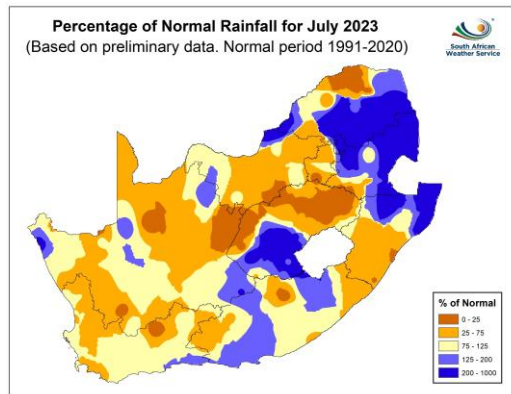 Percentage of Normal Rainfall for July 2023
(Based on preliminary data. Normal period 1991-2020)
South African
Weather Service
% of Normal
0 - 25
25 - 75
75 - 125
125 - 200
200 - 1000